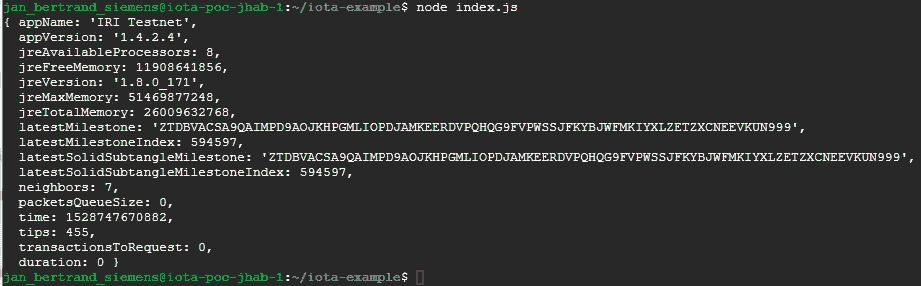 jan_bertrand_siemens@iota-poc-jhab-1:~/iota-example$ node index.js
{ appName: 'IRI Testnet',
  appVersion: '1.4.2.4',
  jreAvailableProcessors: 8,
  jreFreeMemory: 11908641856,
  jreVersion: '1.8.0_171',
  jreMaxMemory: 51469877248,
  jreTotalMemory: 26009632768,
  latestMilestone: 'ZTDBVACSA9QAIMPD9AOJKHPGMLIOPDJAMKEERDVPQHQG9FVPWSSJFKYBJWFMKIYXLZETZXCNEEVKUN999',
  latestMilestoneIndex: 594597,
  latestSolidSubtangleMilestone: 'ZTDBVACSA9QAIMPD9AOJKHPGMLIOPDJAMKEERDVPQHQG9FVPWSSJFKYBJWFMKIYXLZETZXCNEEVKUN999',
  latestSolidSubtangleMilestoneIndex: 594597,
  neighbors: 7,
  packetsQueueSize: 0,
  time: 1528747670882,
  tips: 455,
  transactionsToRequest: 0,
  duration: 0 }
jan_bertrand_siemens@iota-poc-jhab-1:~/iota-example$